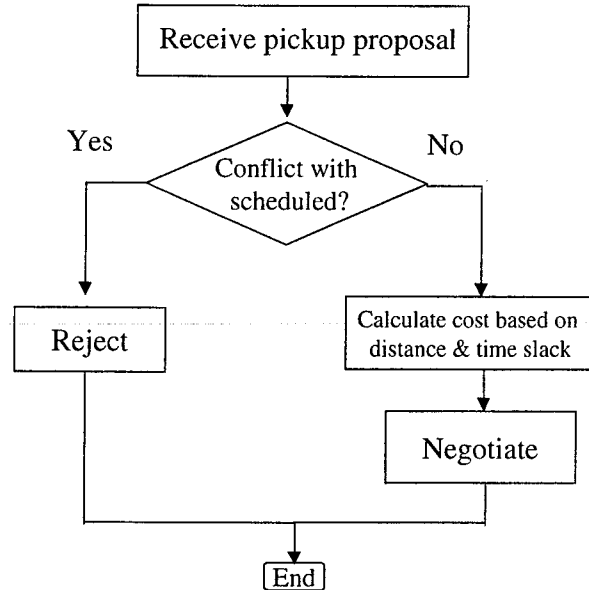 Receive pickup proposal
Yes
No
Conflict with
scheduled?
Reject
Calculate cost based on
distance & time slack
Negotiate
End